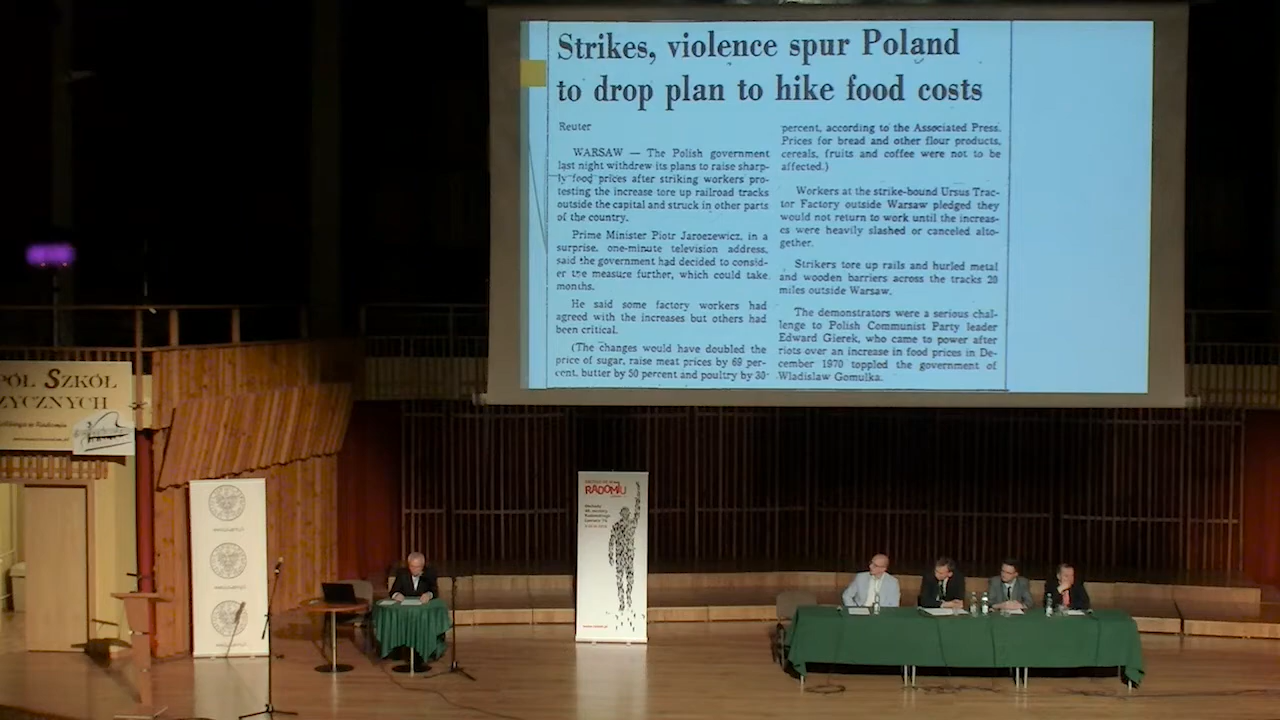 Strikes, violence spur Poland
to drop plan to hike food costs
Reuter
WARSAW — The Polish government
last night withdrew its plans to raise sharp-
ly food prices after striking workers pro-
testing the increase tore up railroad tracks
outside the capital and struck in other parts
of the country.
Prime Minister Piotr Jaroezewicz, in a
surprise, one-minute television address,
said the government had decided to consid-
er the measure further, which could take
months.
He said some factory workers had
agreed with the increases but others had
been critical.
(The changes would have doubled the
price of sugar, raise meat prices by 69 per-
cent, butter by 50 percent and poultry by 30-
percent, according to the Associated Press.
Prices for bread and other flour products,
cereals, fruits and coffee were not to be
affected.)
Workers at the strike-bound Ursus Trac-
tor Factory outside Warsaw pledged they
would not return to work until the increas-
es were heavily slashed or canceled alto-
gether.
Strikers tore up rails and hurled metal
and wooden barriers across the tracks 20
miles outside Warsaw.
The demonstrators were a serious chal-
lenge to Polish Communist Party leader
Edward Gierek, who came to power after
riots over an increase in food prices in De-
cember 1970 toppled the government of
Wladislaw Gomulka.
PÓŁ SZKÓŁ
ZYCZNYCH
w Radomiu
RADOMIU